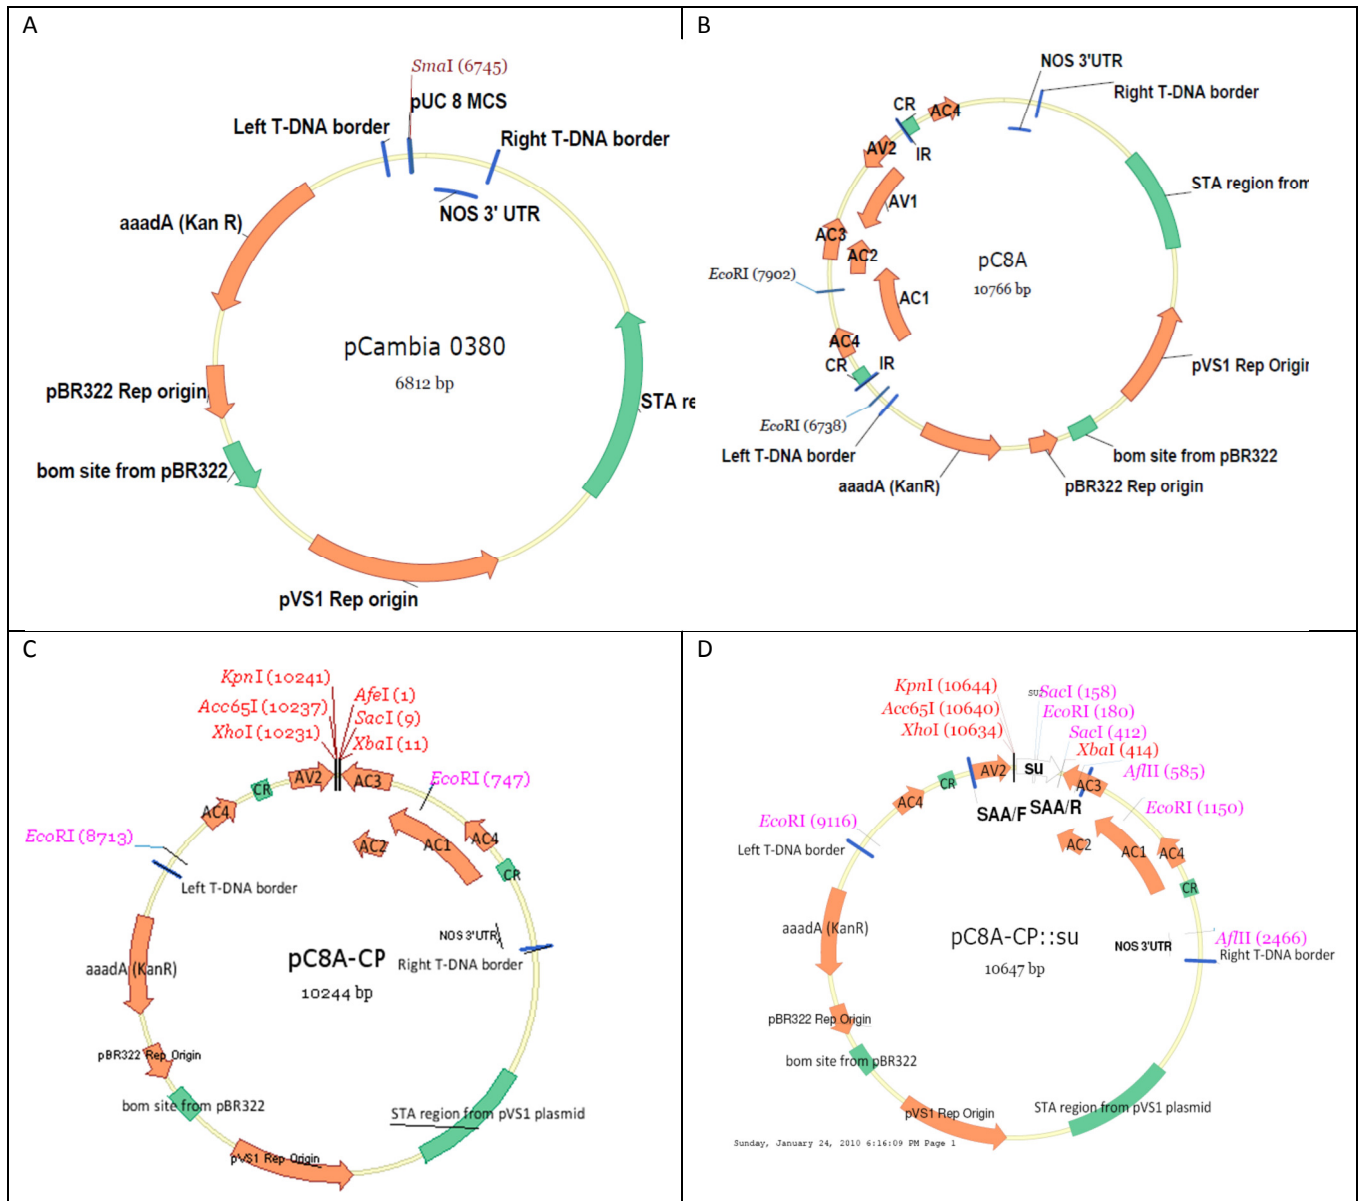 A
SmaI (6745)
pUC 8 MCS
Left T-DNA border
Right T-DNA border
NOS 3' UTR
aaadA (Kan R)
pCambia 0380
6812 bp
pBR322 Rep origin
STA re
bom site from pBR322
pVS1 Rep origin
B
NOS 3'UTR
CR
AC4
Right T-DNA border
AV2
IR
STA region from
AV1
AC3
AC2
pC8A
EcoRI (7902)
10766 bp
AC1
AC4
CR
IR
pVS1 Rep Origin
EcoRI (6738)
Left T-DNA border
bom site from pBR322
aaadA (KanR)
pBR322 Rep origin
C
KpnI (10241)
AfeI (1)
Acc65I (10237)
SacI (9)
XhoI (10231)
XbaI (11)
AV2
AC3
CR
EcoRI (747)
AC4
EcoRI (8713)
AC2
AC1
AC4
CR
Left T-DNA border
NOS 3'UTR
pC8A-CP
Right T-DNA border
aaadA (KanR)
10244 bp
pBR322 Rep Origin
bom site from pBR322
STA region from pVS1 plasmid
pVS1 Rep Origin
D
KpnI (10644)
su
SacI (158)
Acc65I (10640)
EcoRI (180)
XhoI (10634)
SacI (412)
XbaI (414)
AV2
su
AflII (585)
CR
AC3
AC4
SAA/F
SAA/R
EcoRI (1150)
EcoRI (9116)
AC2
AC1
AC4
Left T-DNA border
CR
aaadA (KanR)
pC8A-CP::su
NOS 3'UTR
AflII (2466)
Right T-DNA border
10647 bp
pBR322 Rep Origin
bom site from pBR322
pVS1 Rep Origin
STA region from pVS1 plasmid
Sunday, January 24, 2010 6:16:09 PM Page 1